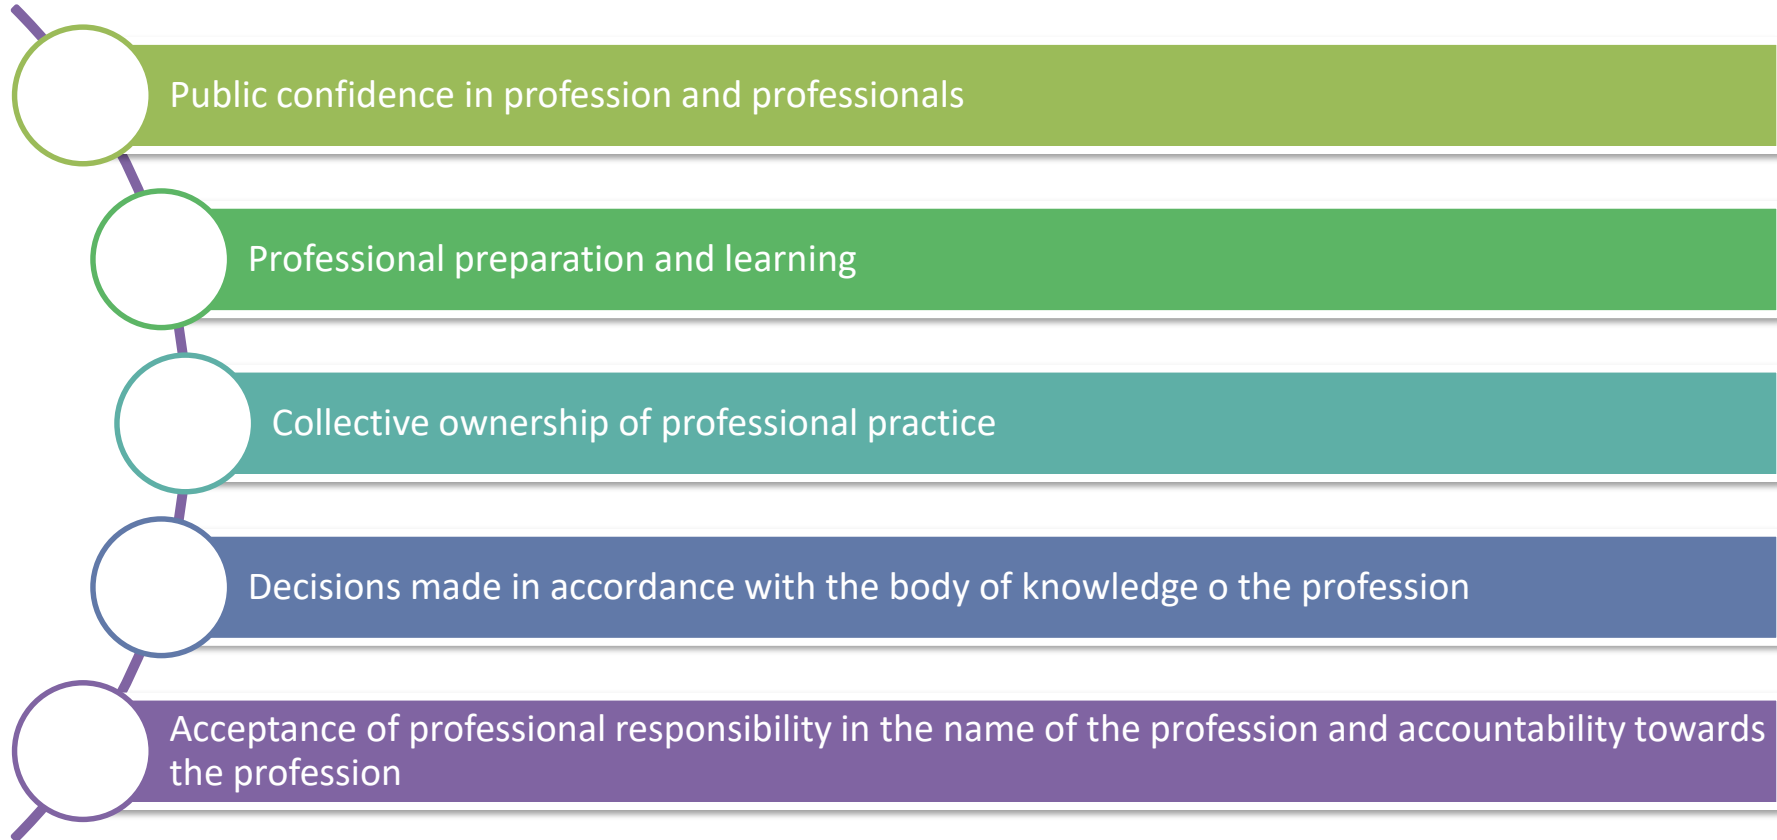 Public confidence in profession and professionals
Professional preparation and learning
Collective ownership of professional practice
Decisions made in accordance with the body of knowledge o the profession
Acceptance of professional responsibility in the name of the profession and accountability towards
the profession